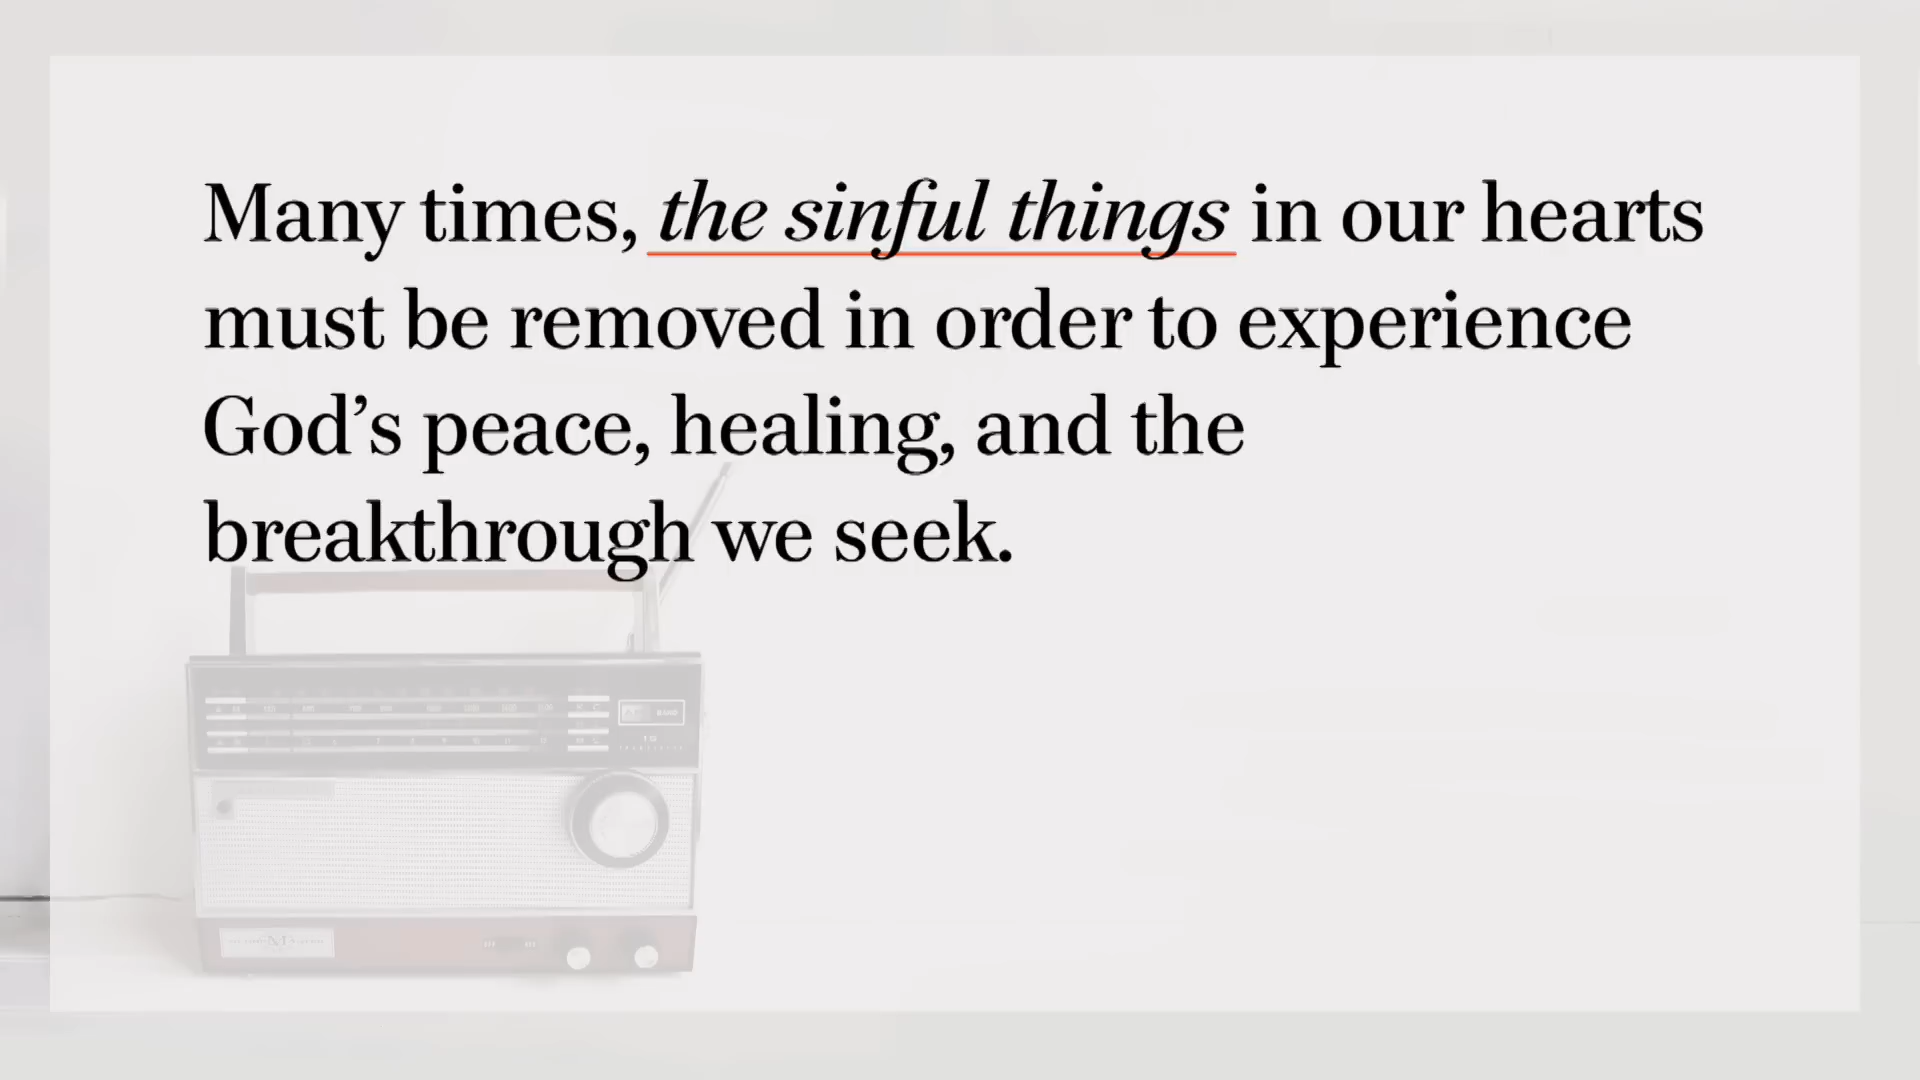 Many times, the sinful things in our hearts
must be removed in order to experience
God’s peace, healing, and the
breakthrough we seek.
BAND